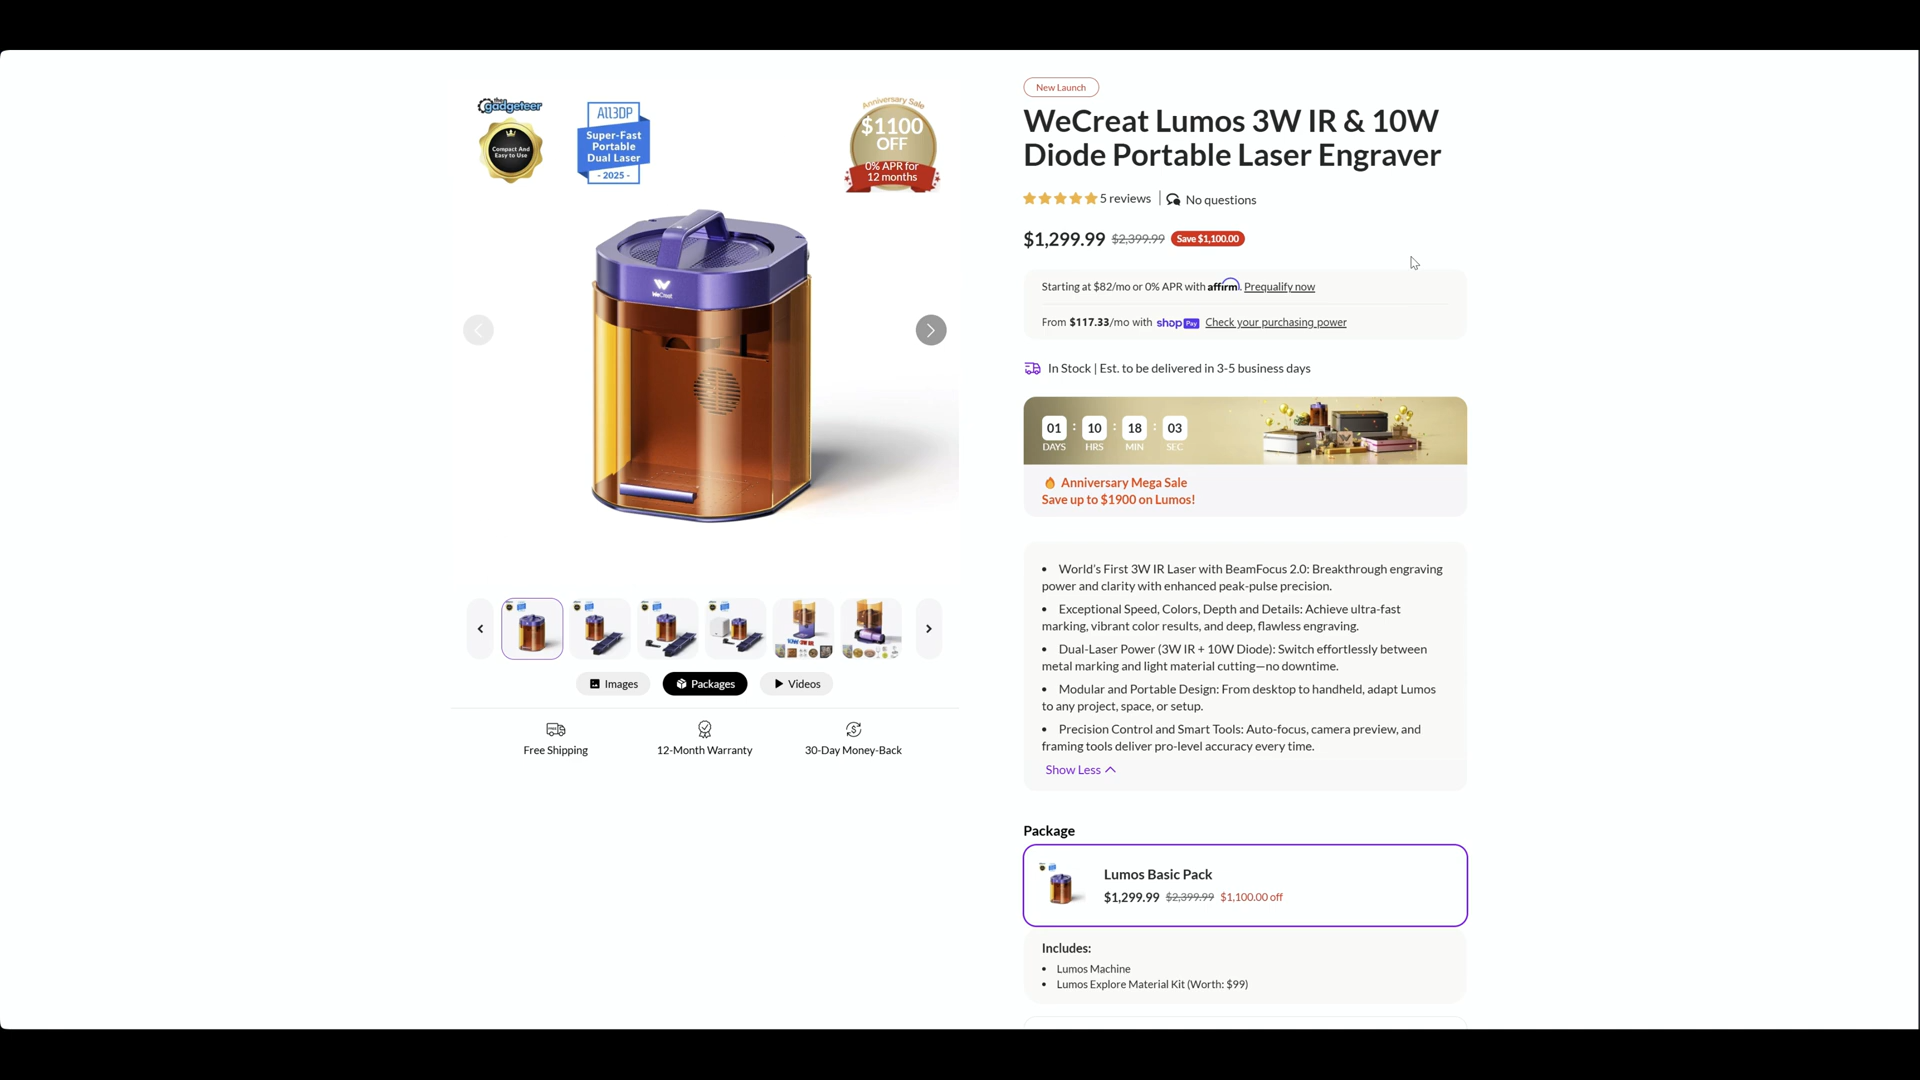 the gadgeteer
Compact And
Easy to Use
All3DP
Super-Fast
Portable
Dual Laser
- 2025 -
Anniversary Sale
$1100
OFF
0% APR for
12 months
WeCreat
Images
Packages
Videos
Free Shipping
12-Month Warranty
30-Day Money-Back
New Launch
WeCreat Lumos 3W IR & 10W
Diode Portable Laser Engraver
5 reviews
No questions
$1,299.99 $2,399.99 Save $1,100.00
Starting at $82/mo or 0% APR with affirm. Prequalify now
From $117.33/mo with shop Pay Check your purchasing power
In Stock | Est. to be delivered in 3-5 business days
01 : 10 : 18 : 03
DAYS HRS MIN SEC
🔥 Anniversary Mega Sale
Save up to $1900 on Lumos!
• World's First 3W IR Laser with BeamFocus 2.0: Breakthrough engraving
power and clarity with enhanced peak-pulse precision.
• Exceptional Speed, Colors, Depth and Details: Achieve ultra-fast
marking, vibrant color results, and deep, flawless engraving.
• Dual-Laser Power (3W IR + 10W Diode): Switch effortlessly between
metal marking and light material cutting—no downtime.
• Modular and Portable Design: From desktop to handheld, adapt Lumos
to any project, space, or setup.
• Precision Control and Smart Tools: Auto-focus, camera preview, and
framing tools deliver pro-level accuracy every time.
Show Less
Package
Lumos Basic Pack
$1,299.99 $2,399.99 $1,100.00 off
Includes:
• Lumos Machine
• Lumos Explore Material Kit (Worth: $99)